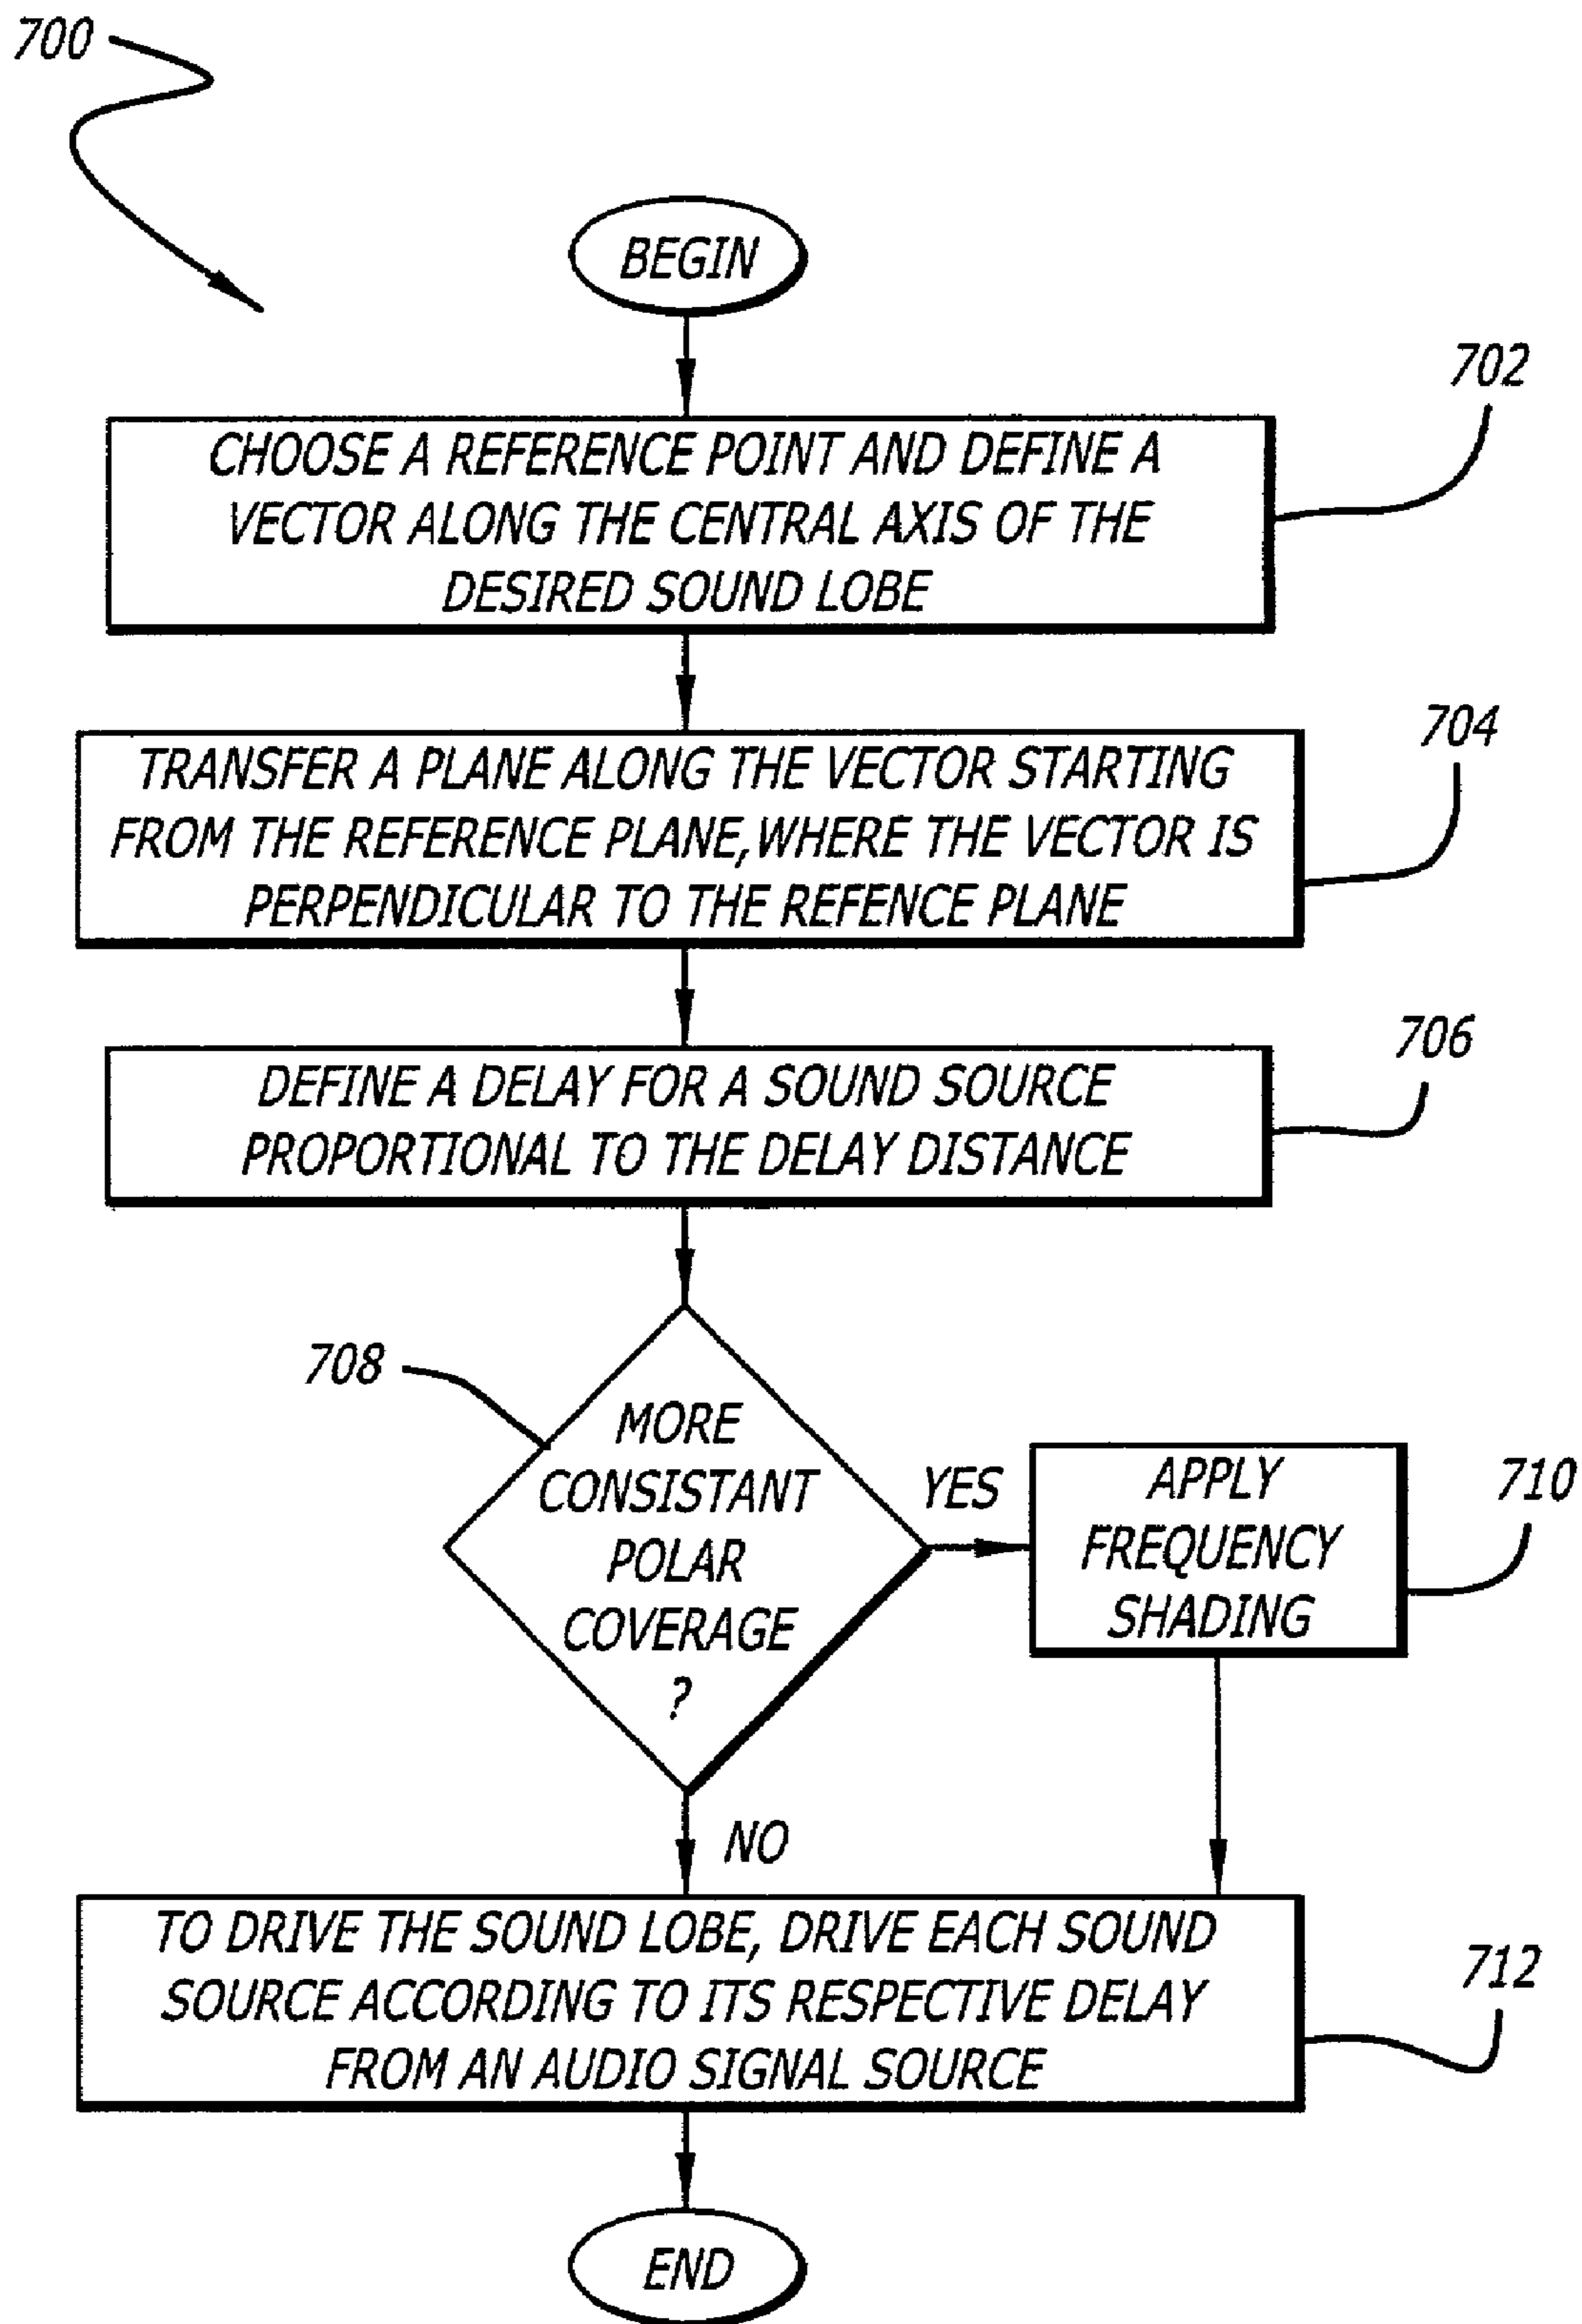 700
BEGIN
702
CHOOSE A REFERENCE POINT AND DEFINE A
VECTOR ALONG THE CENTRAL AXIS OF THE
DESIRED SOUND LOBE
704
TRANSFER A PLANE ALONG THE VECTOR STARTING
FROM THE REFERENCE PLANE, WHERE THE VECTOR IS
PERPENDICULAR TO THE REFENCE PLANE
706
DEFINE A DELAY FOR A SOUND SOURCE
PROPORTIONAL TO THE DELAY DISTANCE
708
MORE
CONSISTANT
POLAR
COVERAGE
?
YES
710
APPLY
FREQUENCY
SHADING
NO
712
TO DRIVE THE SOUND LOBE, DRIVE EACH SOUND
SOURCE ACCORDING TO ITS RESPECTIVE DELAY
FROM AN AUDIO SIGNAL SOURCE
END